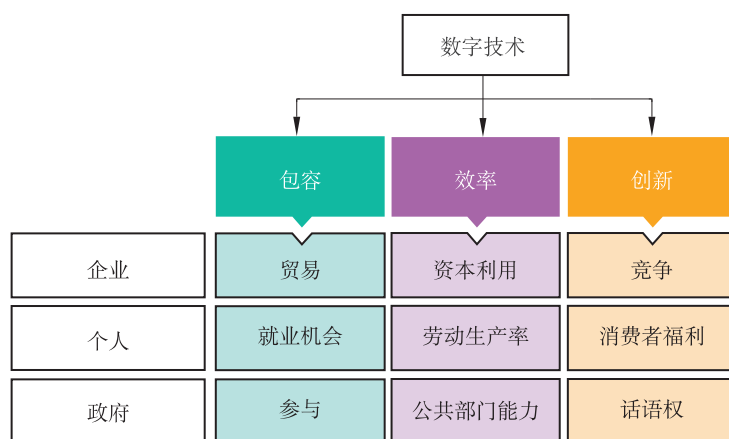 数字技术
包容
效率
创新
企业
贸易
资本利用
竞争
个人
就业机会
劳动生产率
消费者福利
政府
参与
公共部门能力
话语权